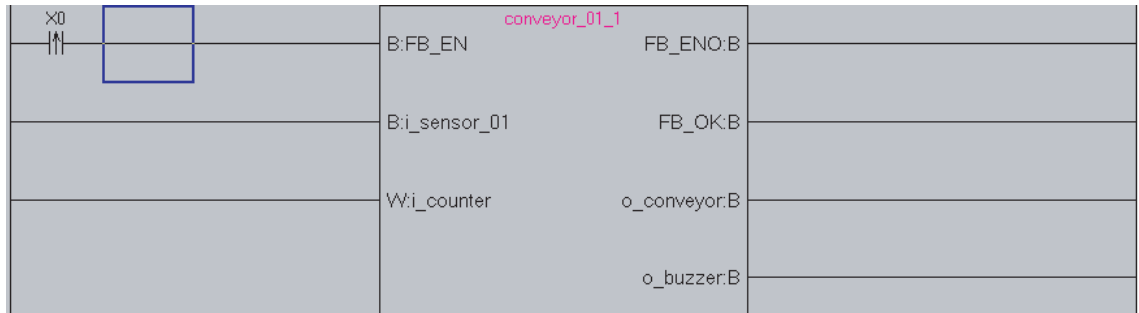 X0
conveyor_01_1
B:FB_EN FB_ENO:B
B:i_sensor_01 FB_OK:B
W:i_counter o_conveyor:B
o_buzzer:B